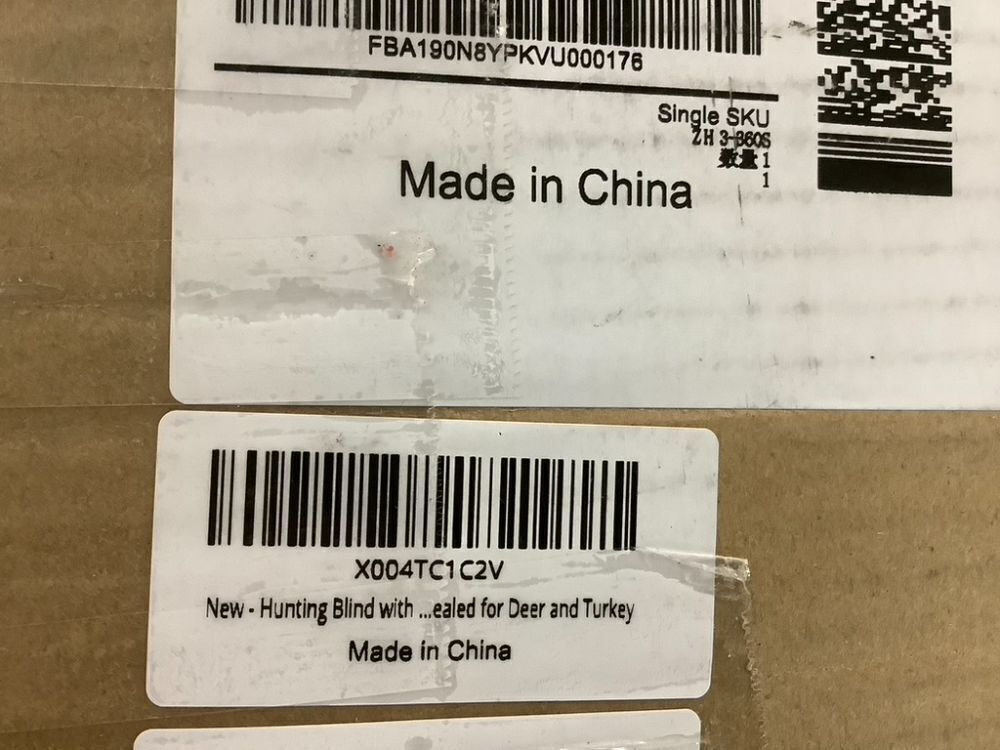 FBA190N8YPKVU000176
Single SKU
ZH 3-360S
数量 1
1
Made in China
X004TC1C2V
New - Hunting Blind with ...ealed for Deer and Turkey
Made in China